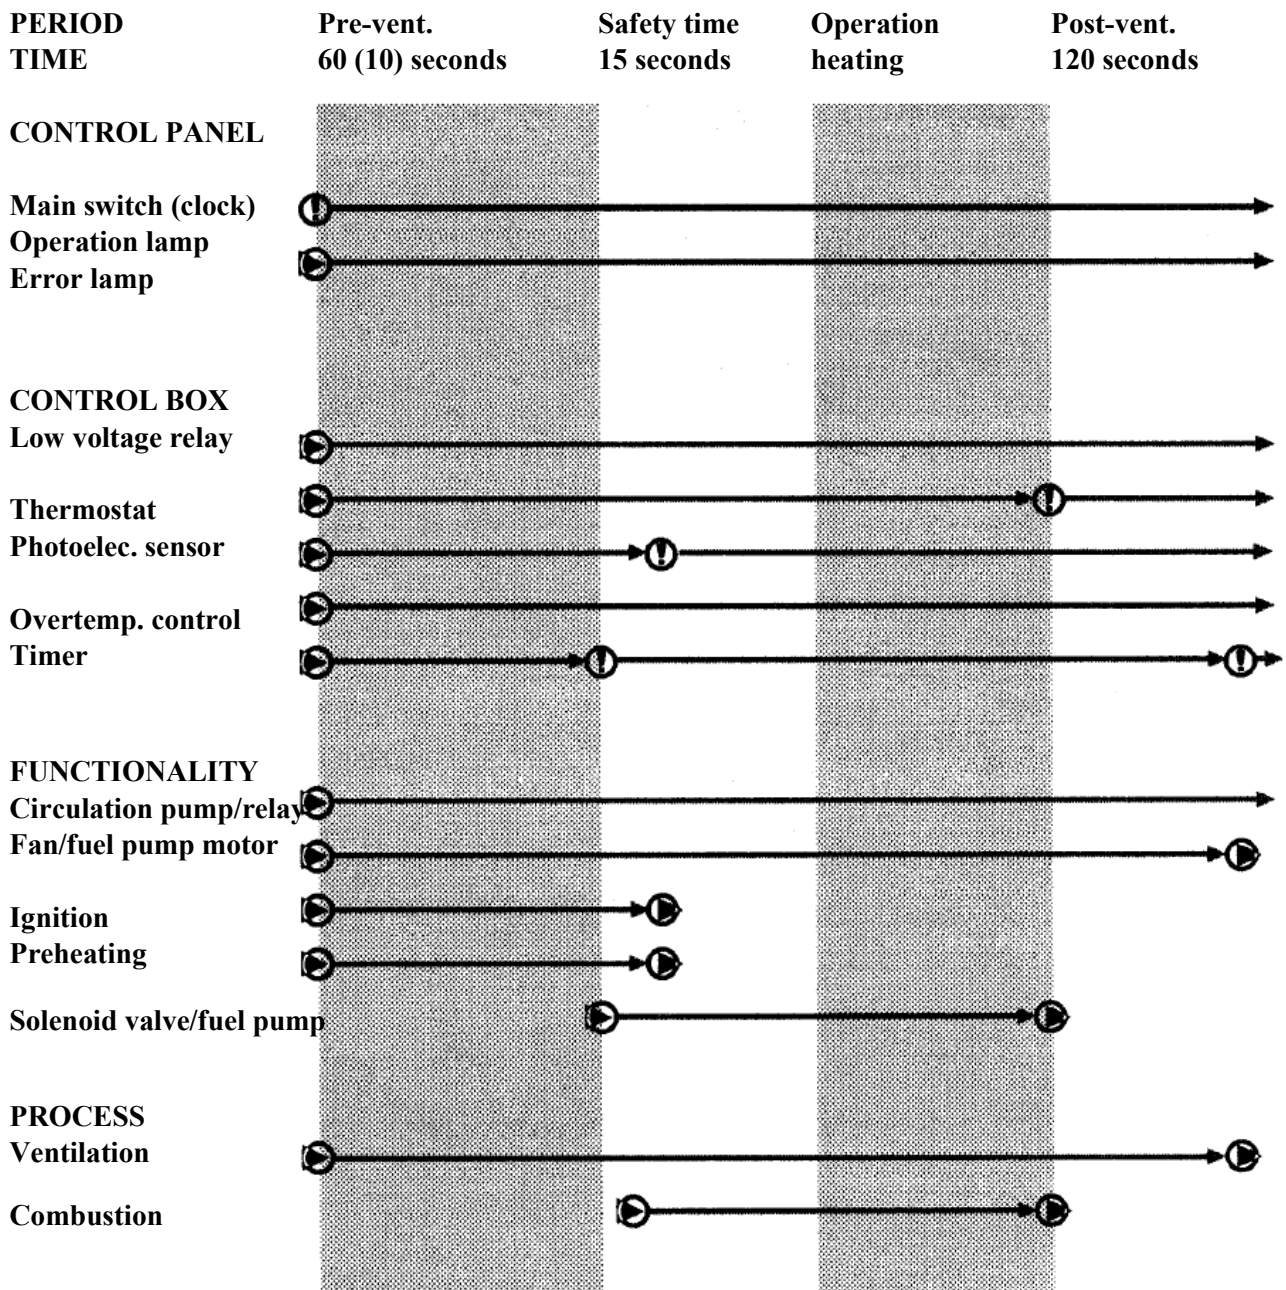 PERIOD Pre-vent. Safety time Operation Post-vent.
TIME 60 (10) seconds 15 seconds heating 120 seconds
CONTROL PANEL
Main switch (clock)
Operation lamp
Error lamp
CONTROL BOX
Low voltage relay
Thermostat
Photoelec. sensor
Overtemp. control
Timer
FUNCTIONALITY
Circulation pump/relay
Fan/fuel pump motor
Ignition
Preheating
Solenoid valve/fuel pump
PROCESS
Ventilation
Combustion